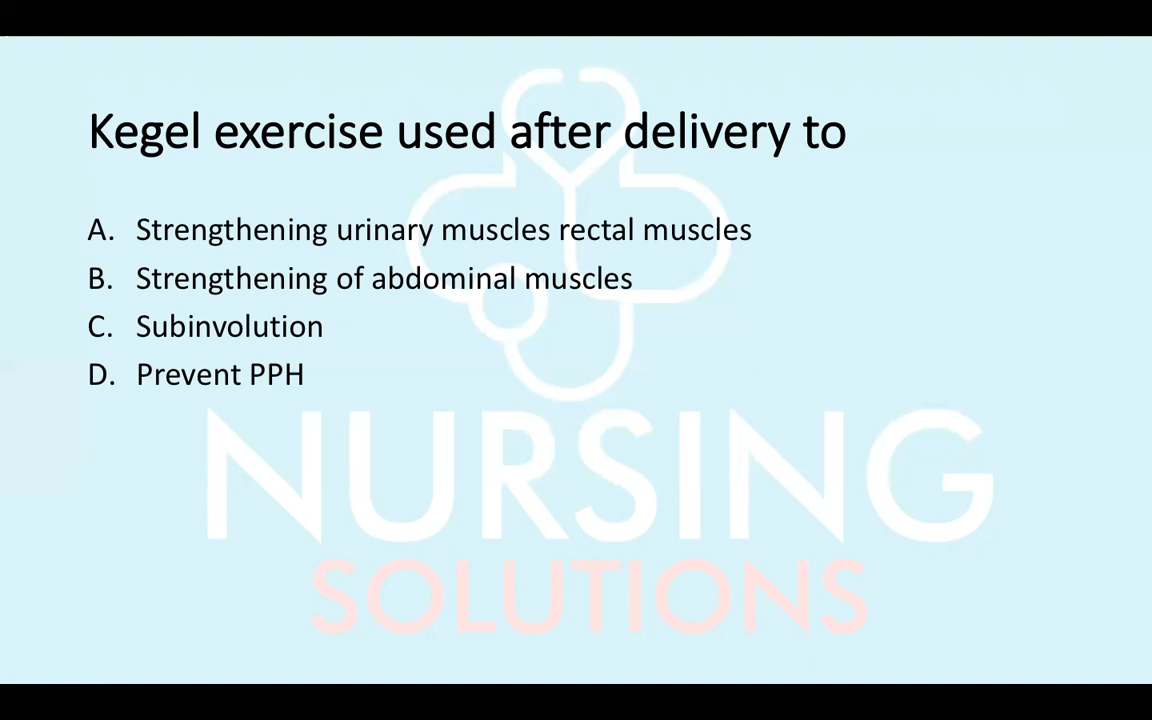 Kegel exercise used after delivery to
A. Strengthening urinary muscles rectal muscles
B. Strengthening of abdominal muscles
C. Subinvolution
D. Prevent PPH
NURSING
SOLUTIONS